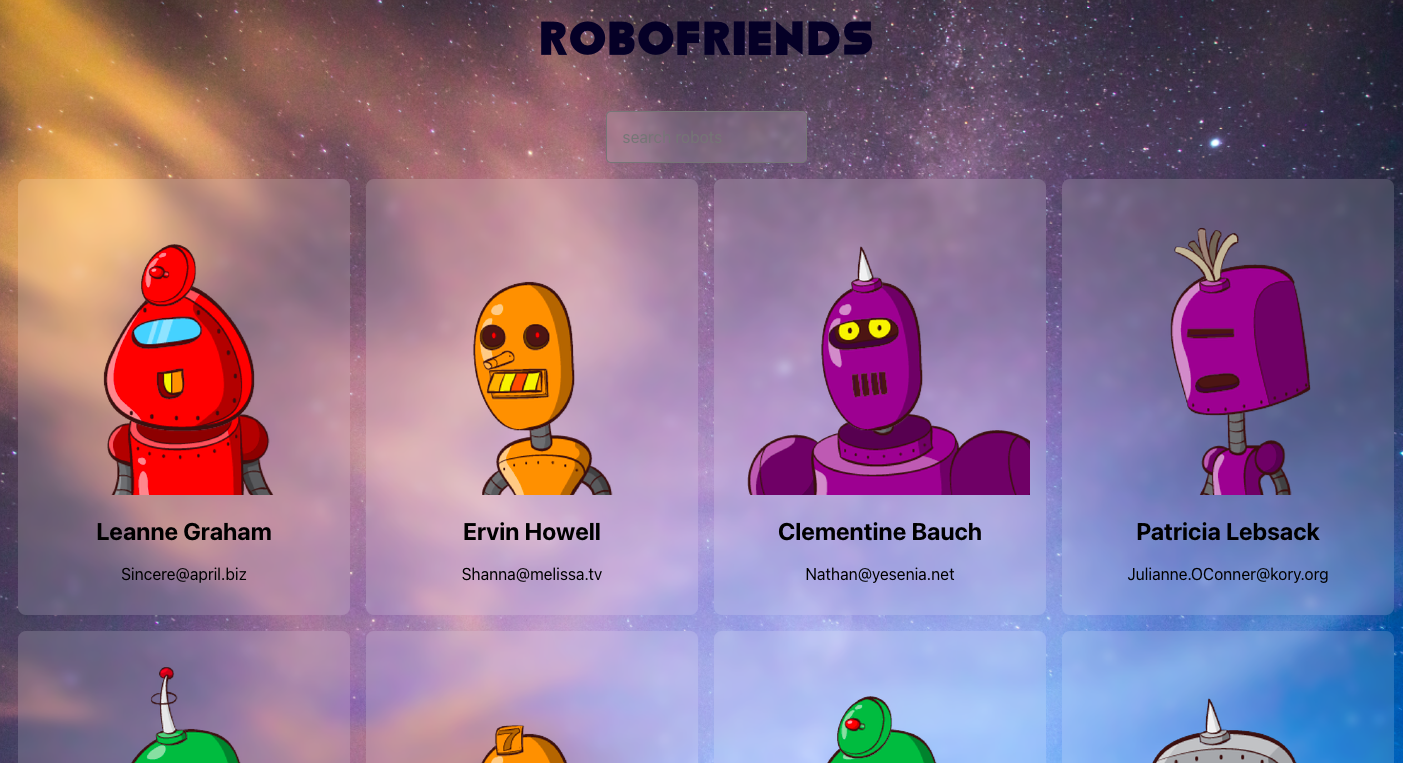 ROBOFRIENDS
search robots
Leanne Graham
Ervin Howell
Clementine Bauch
Patricia Lebsack
Sincere@april.biz
Shanna@melissa.tv
Nathan@yesenia.net
Julianne.OConner@kory.org
7